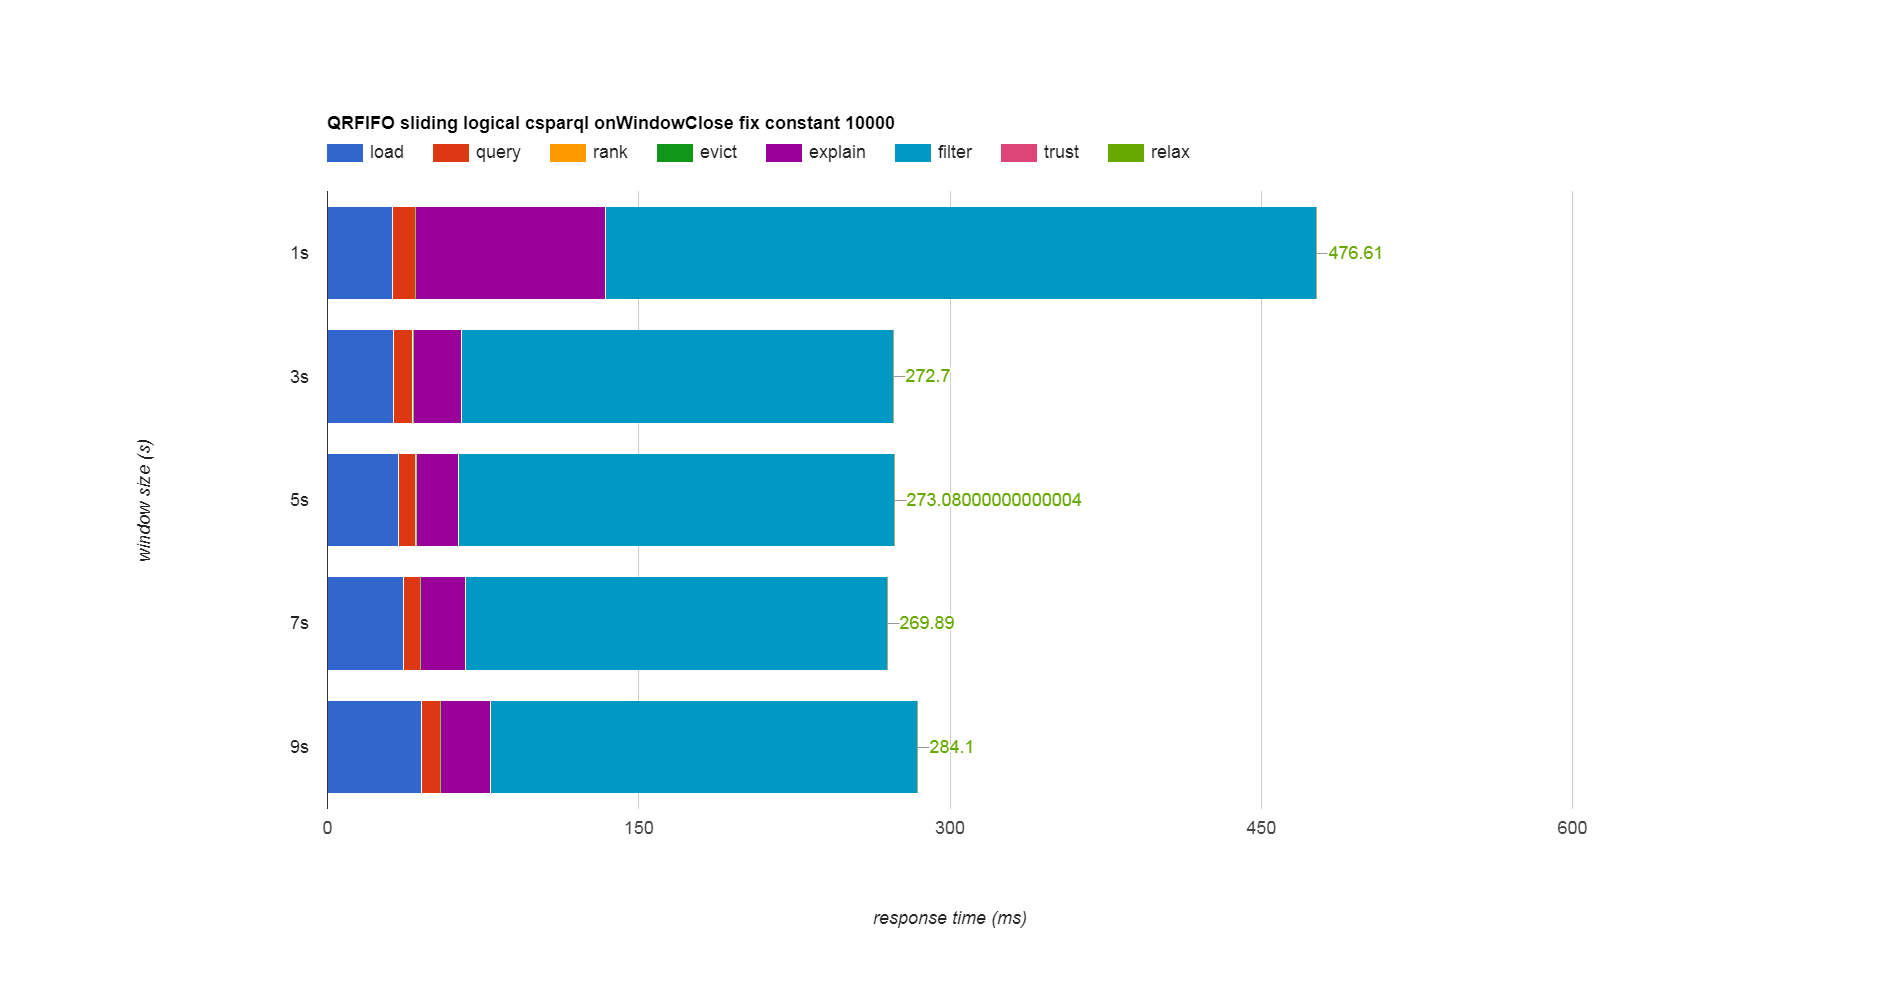 QRFIFO sliding logical csparql onWindowClose fix constant 10000
load query rank evict explain filter trust relax
1s 476.61
3s 272.7
5s 273.08000000000004
7s 269.89
9s 284.1
window size (s)
0 150 300 450 600
response time (ms)